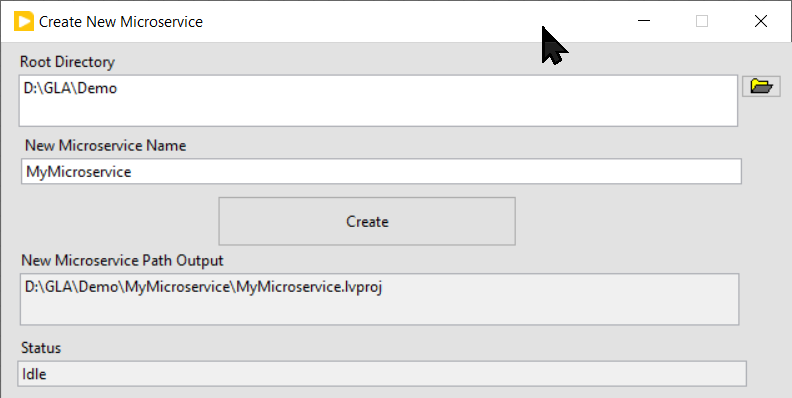 Create New Microservice
Root Directory
D:\GLA\Demo
New Microservice Name
MyMicroservice
Create
New Microservice Path Output
D:\GLA\Demo\MyMicroservice\MyMicroservice.lvproj
Status
Idle